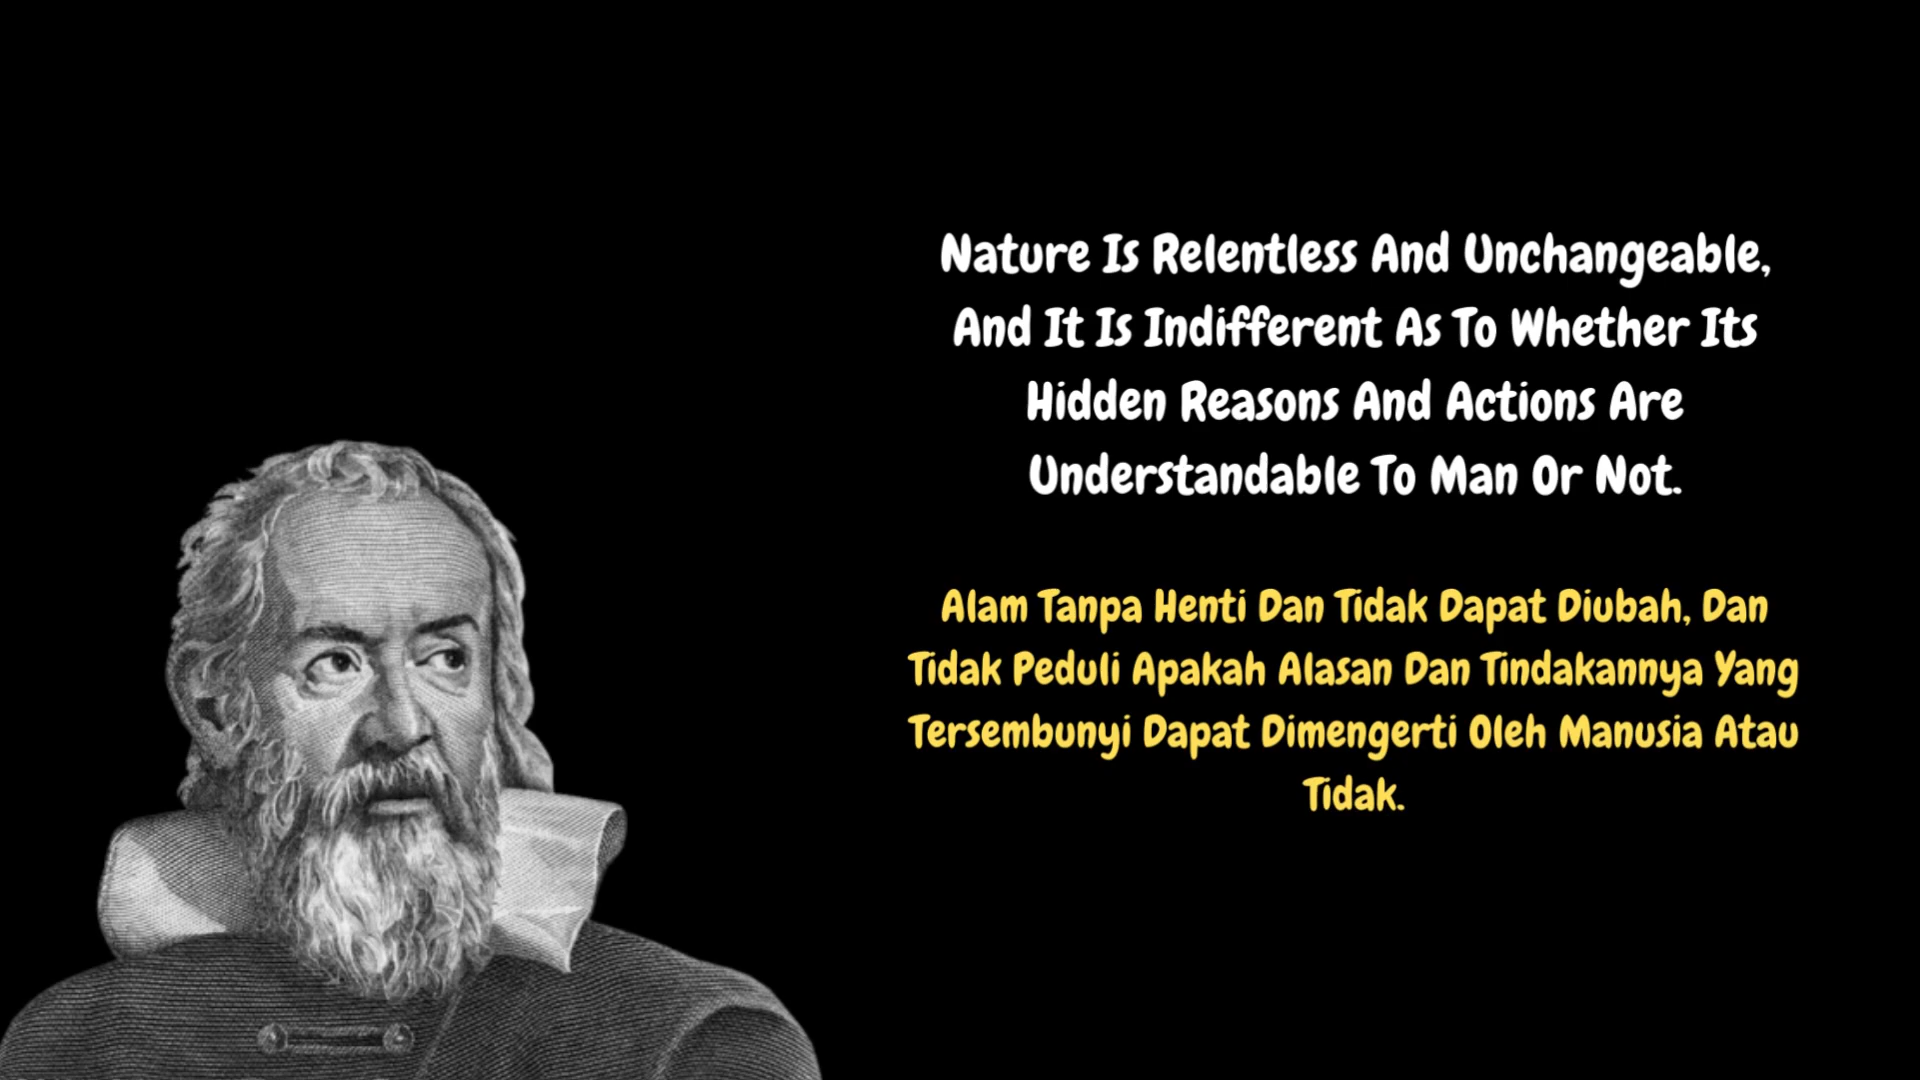 Nature Is Relentless And Unchangeable,
And It Is Indifferent As To Whether Its
Hidden Reasons And Actions Are
Understandable To Man Or Not.
Alam Tanpa Henti Dan Tidak Dapat Diubah, Dan
Tidak Peduli Apakah Alasan Dan Tindakannya Yang
Tersembunyi Dapat Dimengerti Oleh Manusia Atau
Tidak.